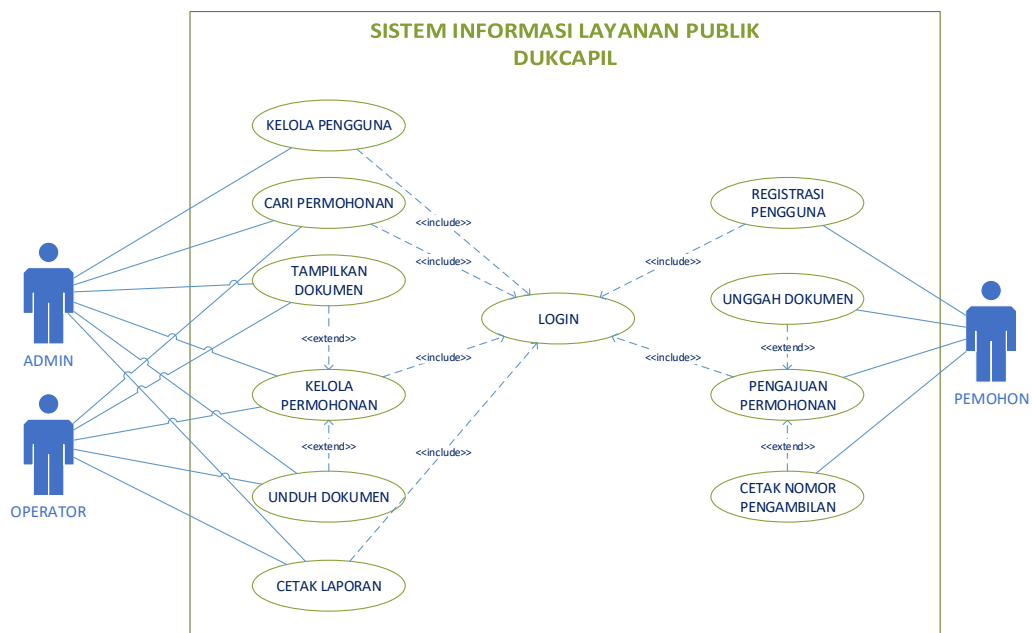 SISTEM INFORMASI LAYANAN PUBLIK
DUKCAPIL
KELOLA PENGGUNA
CARI PERMOHONAN
<<include>>
REGISTRASI
PENGGUNA
<<include>>
<<include>>
TAMPILKAN
DOKUMEN
UNGGAH DOKUMEN
LOGIN
ADMIN
<<extend>>
<<extend>>
<<include>>
<<include>>
KELOLA
PERMOHONAN
PENGAJUAN
PERMOHONAN
PEMOHON
<<extend>>
<<include>>
<<extend>>
UNDUH DOKUMEN
CETAK NOMOR
PENGAMBILAN
OPERATOR
CETAK LAPORAN